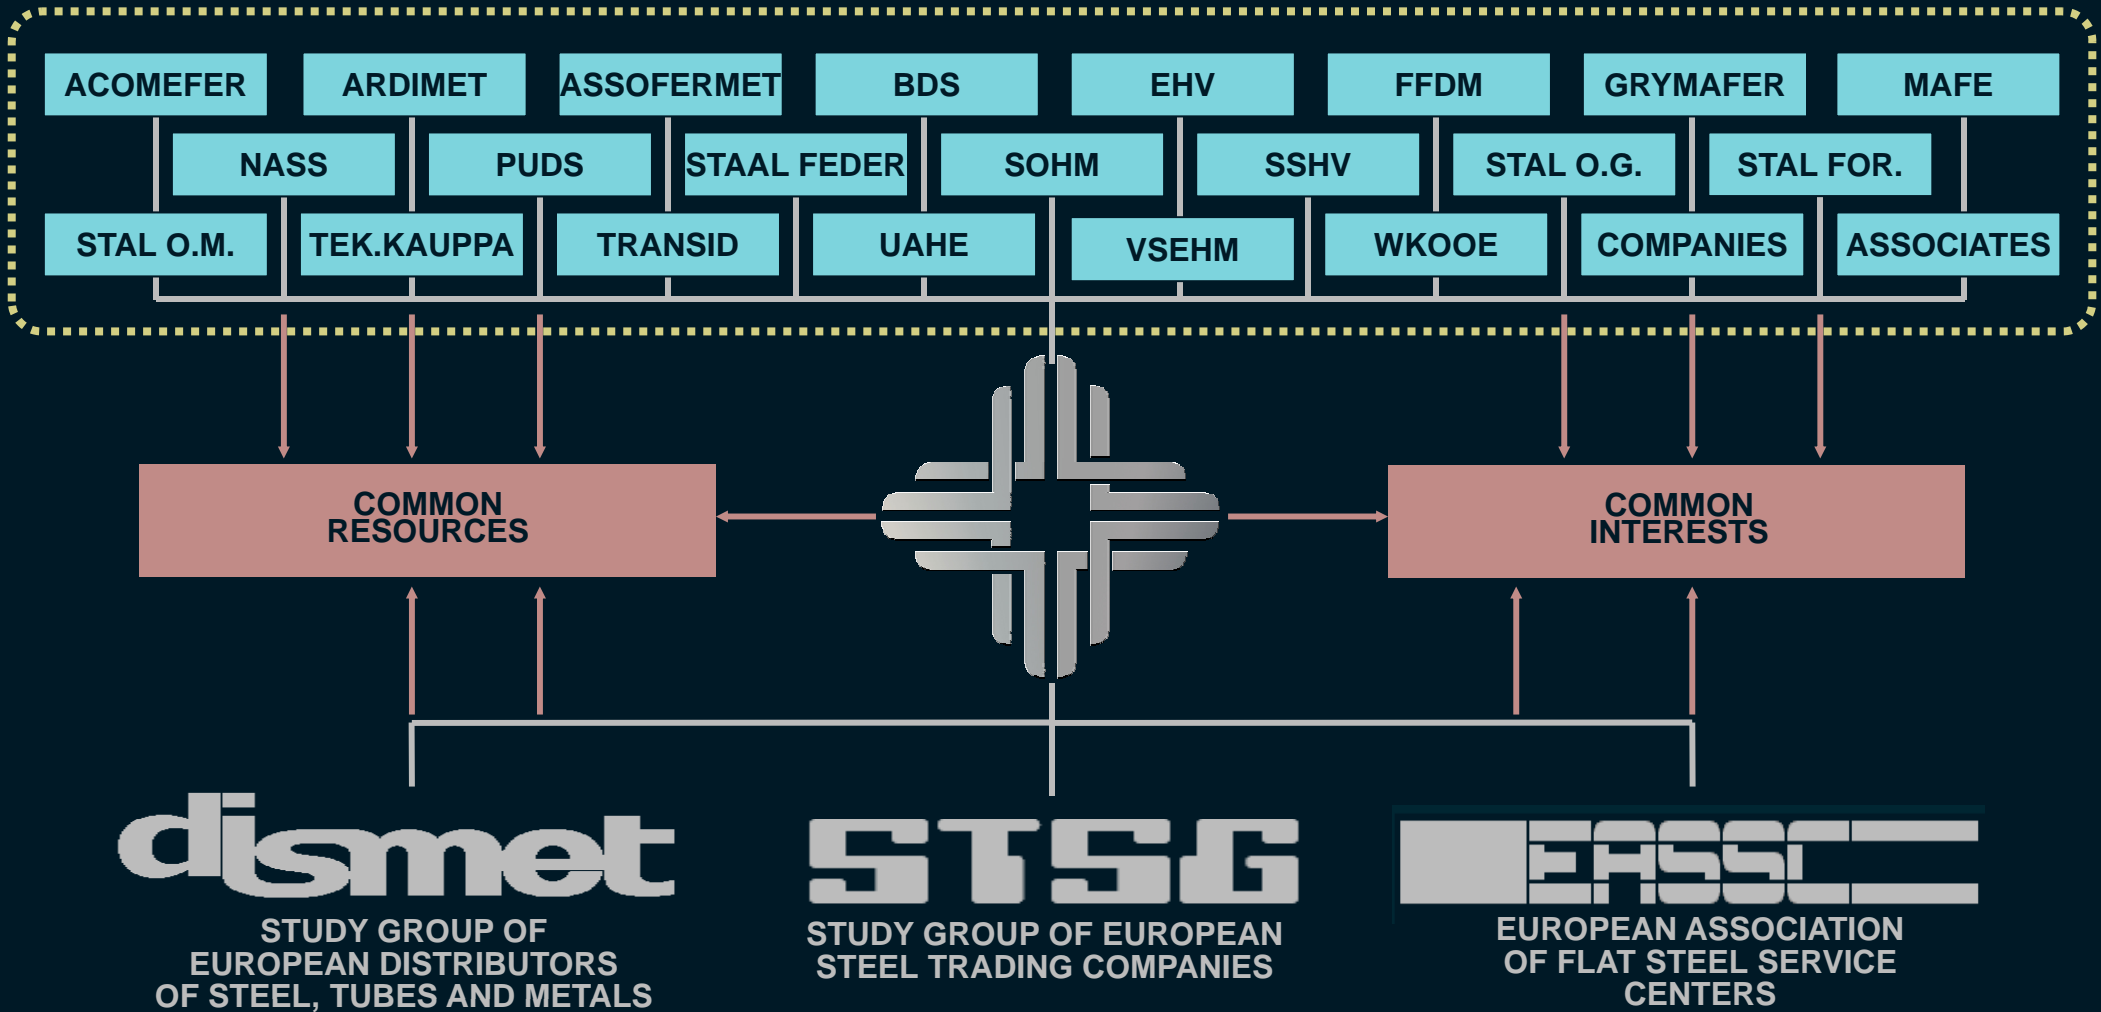 ACOMEFER
ARDIMET
ASSOFERMET
BDS
EHV
FFDM
GRYMAFER
MAFE
NASS
PUDS
STAAL FEDER
SOHM
SSHV
STAL O.G.
STAL FOR.
STAL O.M.
TEK.KAUPPA
TRANSID
UAHE
VSEHM
WKOOE
COMPANIES
ASSOCIATES
COMMON
RESOURCES
COMMON
INTERESTS
dismet
STUDY GROUP OF
EUROPEAN DISTRIBUTORS
OF STEEL, TUBES AND METALS
STSG
STUDY GROUP OF EUROPEAN
STEEL TRADING COMPANIES
EASSC
EUROPEAN ASSOCIATION
OF FLAT STEEL SERVICE
CENTERS